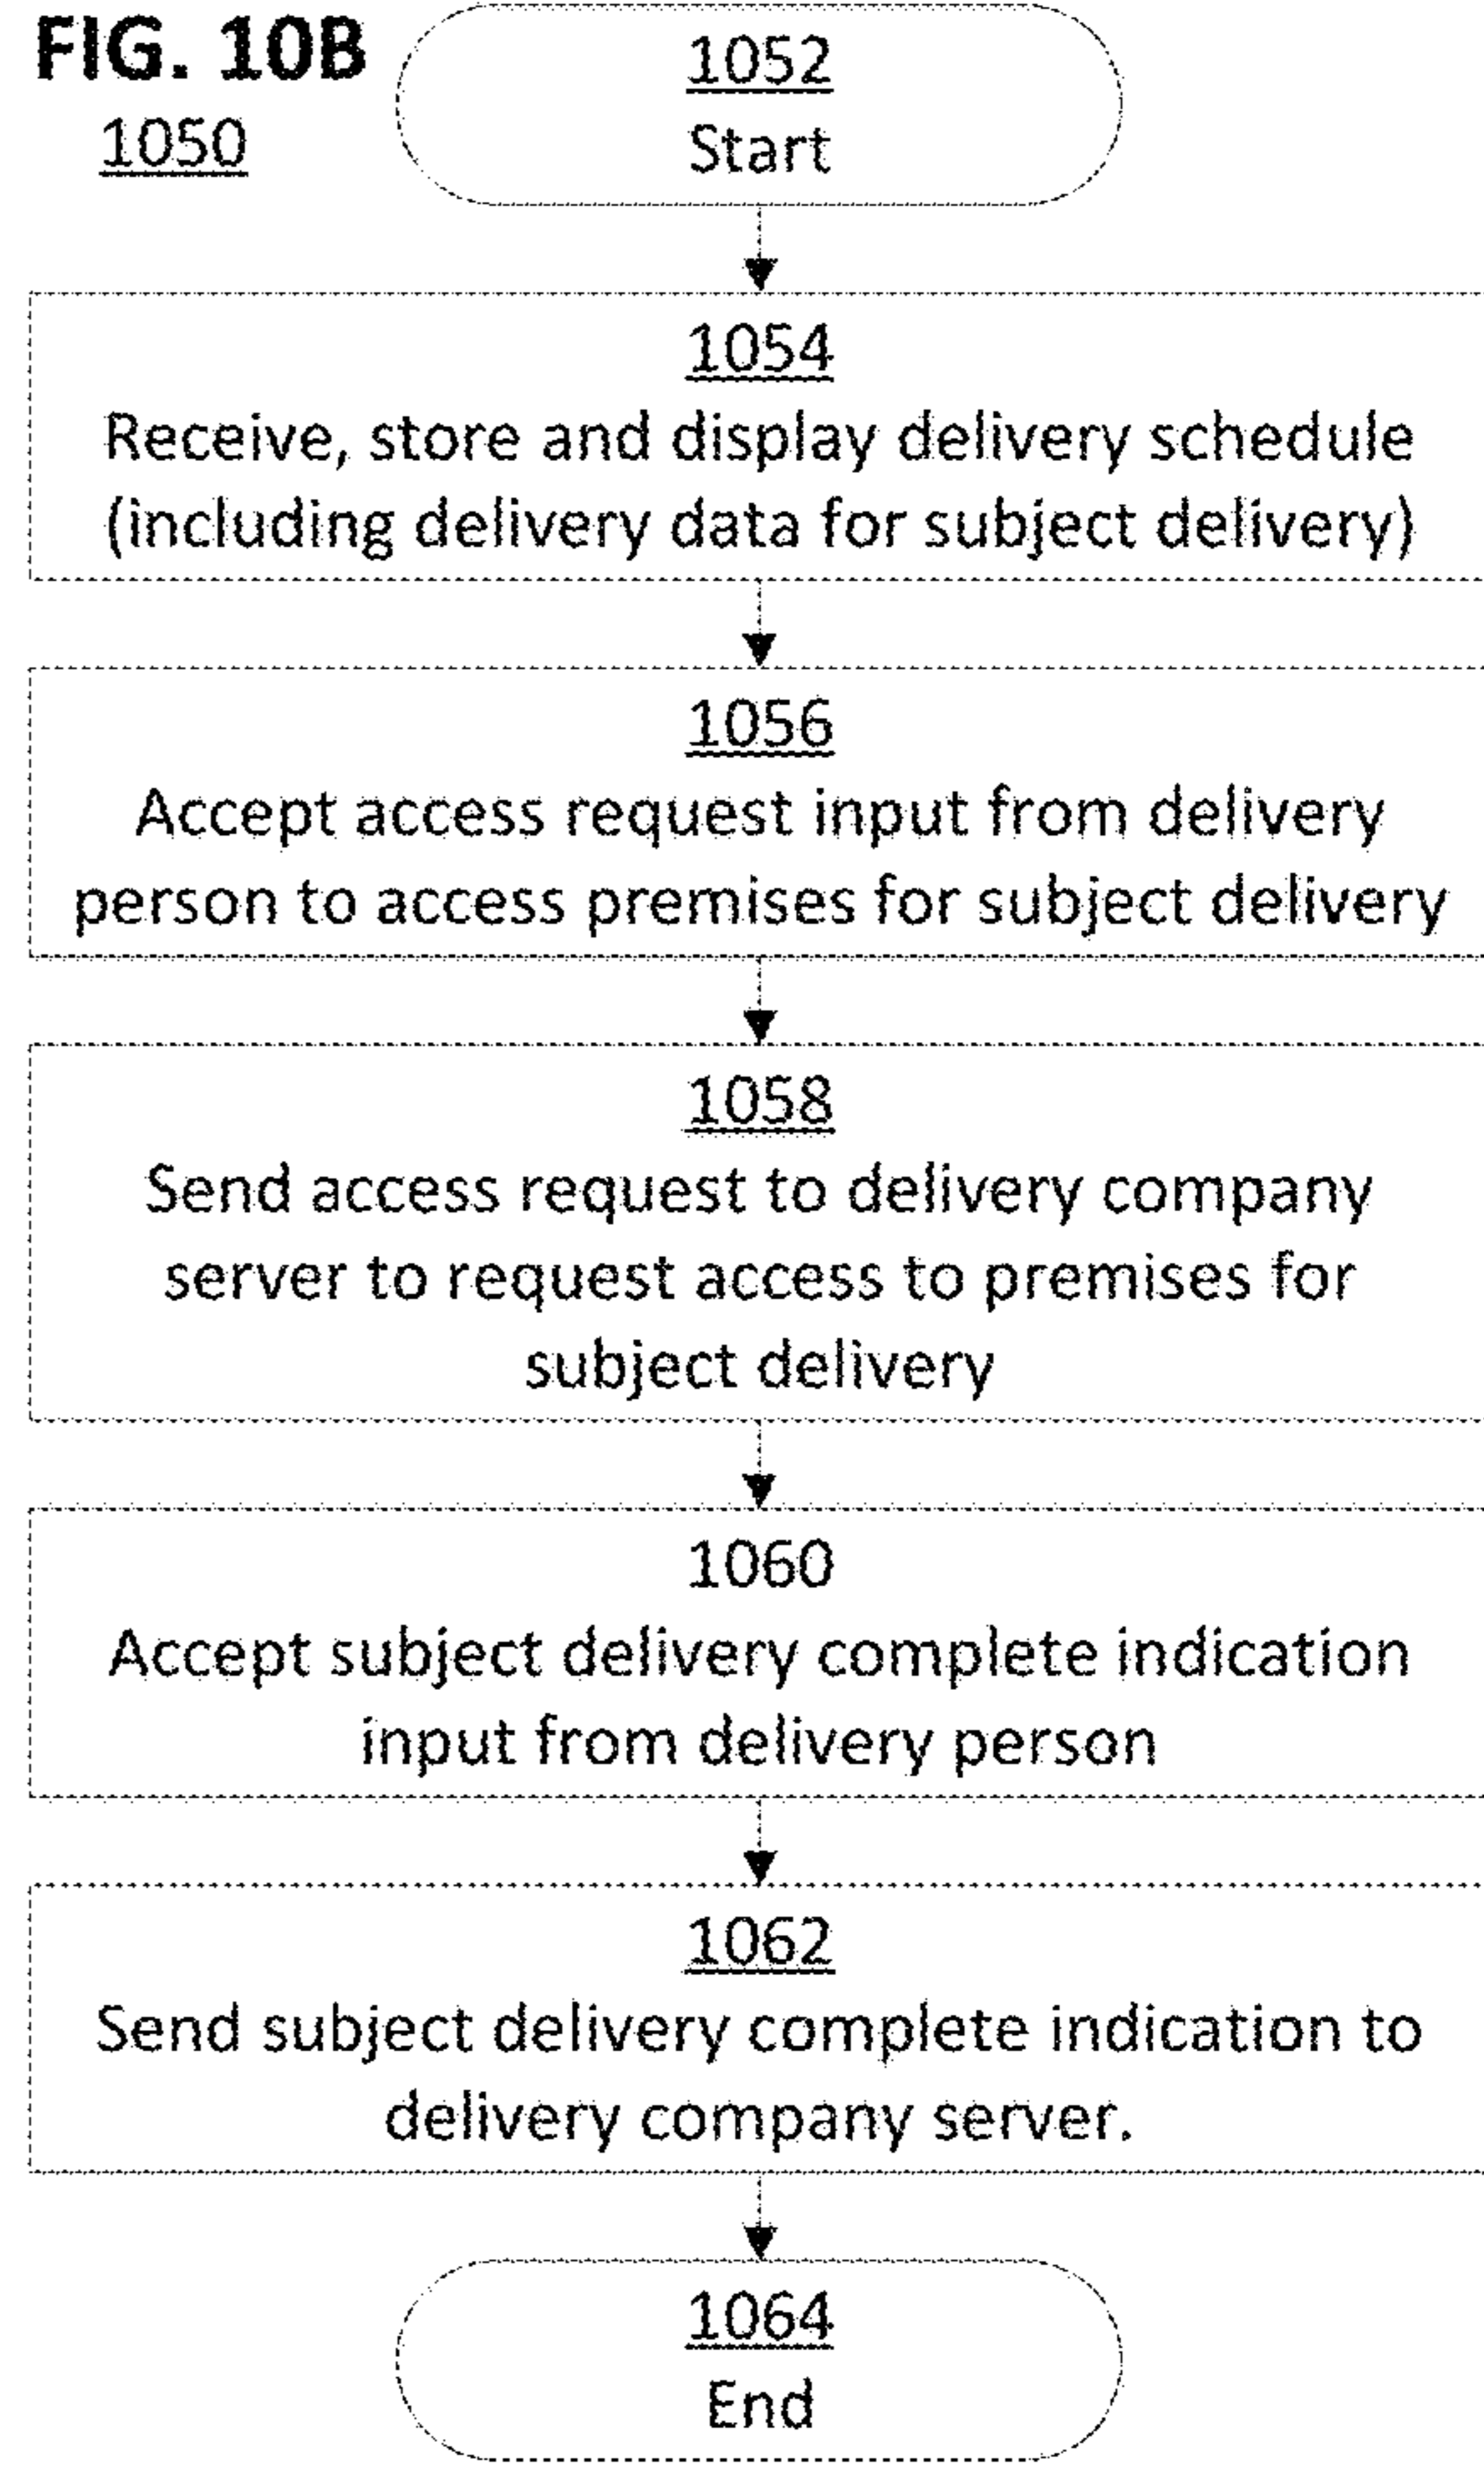 FIG. 10B
1050
1052
Start
1054
Receive, store and display delivery schedule
(including delivery data for subject delivery)
1056
Accept access request input from delivery
person to access premises for subject delivery
1058
Send access request to delivery company
server to request access to premises for
subject delivery
1060
Accept subject delivery complete indication
input from delivery person
1062
Send subject delivery complete indication to
delivery company server.
1064
End